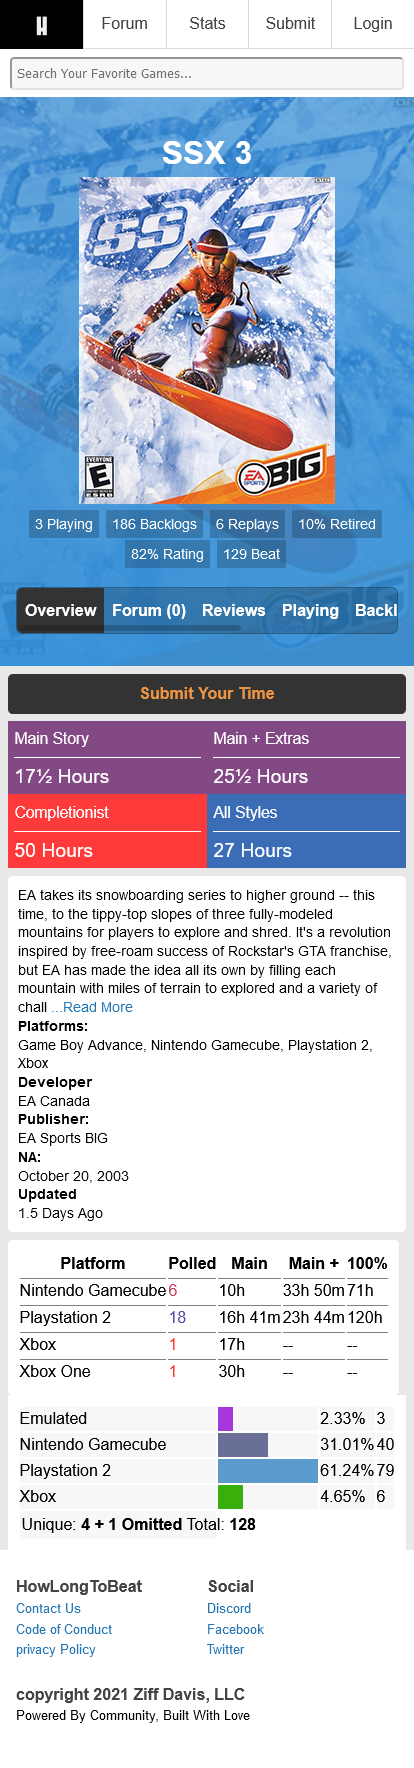 Forum Stats Submit Login
Search Your Favorite Games...
SSX 3
SSX3
EVERYONE
E
ESRB
EA
SPORTS
BIG
3 Playing 186 Backlogs 6 Replays 10% Retired
82% Rating 129 Beat
Overview Forum (0) Reviews Playing Backl
Submit Your Time
Main Story Main + Extras
17½ Hours 25½ Hours
Completionist All Styles
50 Hours 27 Hours
EA takes its snowboarding series to higher ground -- this
time, to the tippy-top slopes of three fully-modeled
mountains for players to explore and shred. It's a revolution
inspired by free-roam success of Rockstar's GTA franchise,
but EA has made the idea all its own by filling each
mountain with miles of terrain to explored and a variety of
chall ...Read More
Platforms:
Game Boy Advance, Nintendo Gamecube, Playstation 2,
Xbox
Developer
EA Canada
Publisher:
EA Sports BIG
NA:
October 20, 2003
Updated
1.5 Days Ago
Platform Polled Main Main + 100%
Nintendo Gamecube 6 10h 33h 50m 71h
Playstation 2 18 16h 41m 23h 44m 120h
Xbox 1 17h -- --
Xbox One 1 30h -- --
Emulated 2.33% 3
Nintendo Gamecube 31.01% 40
Playstation 2 61.24% 79
Xbox 4.65% 6
Unique: 4 + 1 Omitted Total: 128
HowLongToBeat Social
Contact Us Discord
Code of Conduct Facebook
privacy Policy Twitter
copyright 2021 Ziff Davis, LLC
Powered By Community, Built With Love